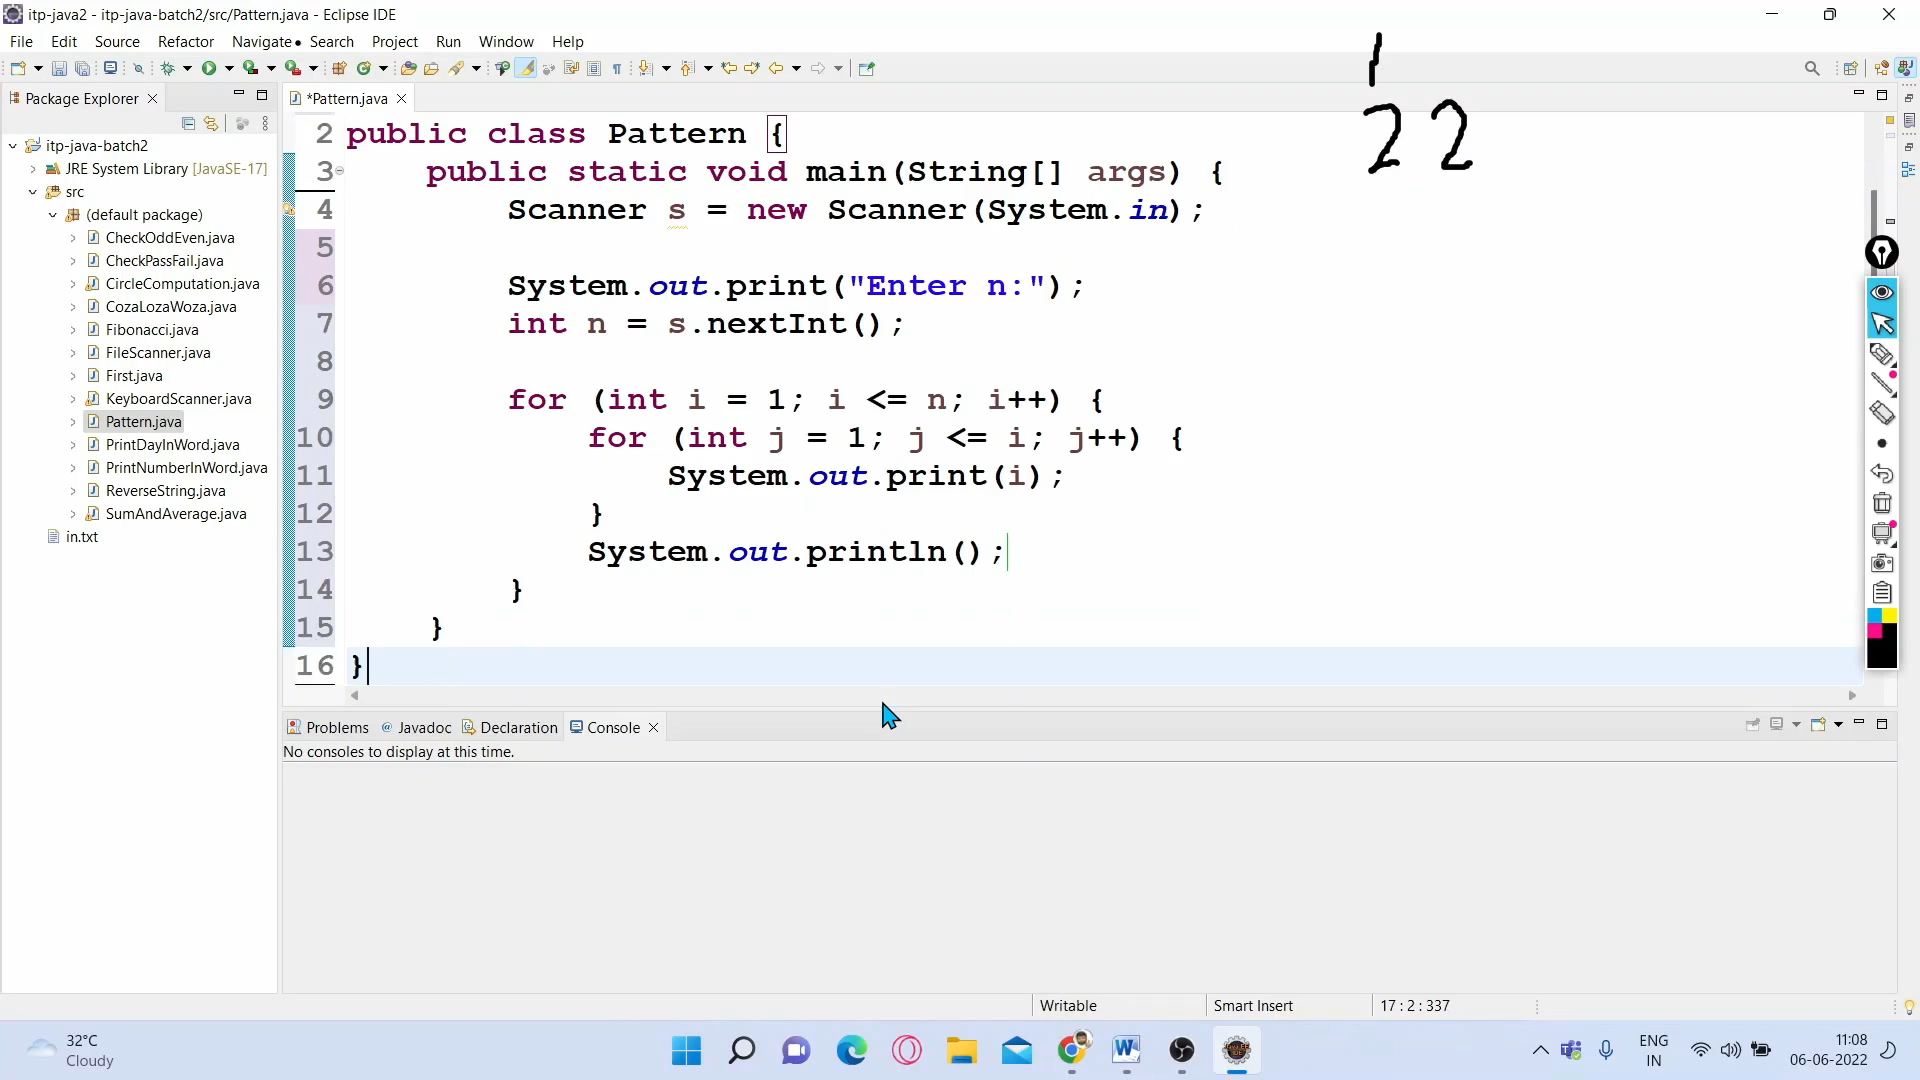 itp-java2 - itp-java-batch2/src/Pattern.java - Eclipse IDE
File Edit Source Refactor Navigate Search Project Run Window Help
Package Explorer
*Pattern.java
itp-java-batch2
JRE System Library [JavaSE-17]
src
(default package)
CheckOddEven.java
CheckPassFail.java
CircleComputation.java
CozaLozaWoza.java
Fibonacci.java
FileScanner.java
First.java
KeyboardScanner.java
Pattern.java
PrintDayInWord.java
PrintNumberInWord.java
ReverseString.java
SumAndAverage.java
in.txt
1
2 2
2 public class Pattern {
3 public static void main(String[] args) {
4 Scanner s = new Scanner(System.in);
5
6 System.out.print("Enter n:");
7 int n = s.nextInt();
8
9 for (int i = 1; i <= n; i++) {
10 for (int j = 1; j <= i; j++) {
11 System.out.print(i);
12 }
13 System.out.println();
14 }
15 }
16 }
Problems @ Javadoc Declaration Console
No consoles to display at this time.
Writable Smart Insert 17 : 2 : 337
32°C
Cloudy
ENG
IN
11:08
06-06-2022